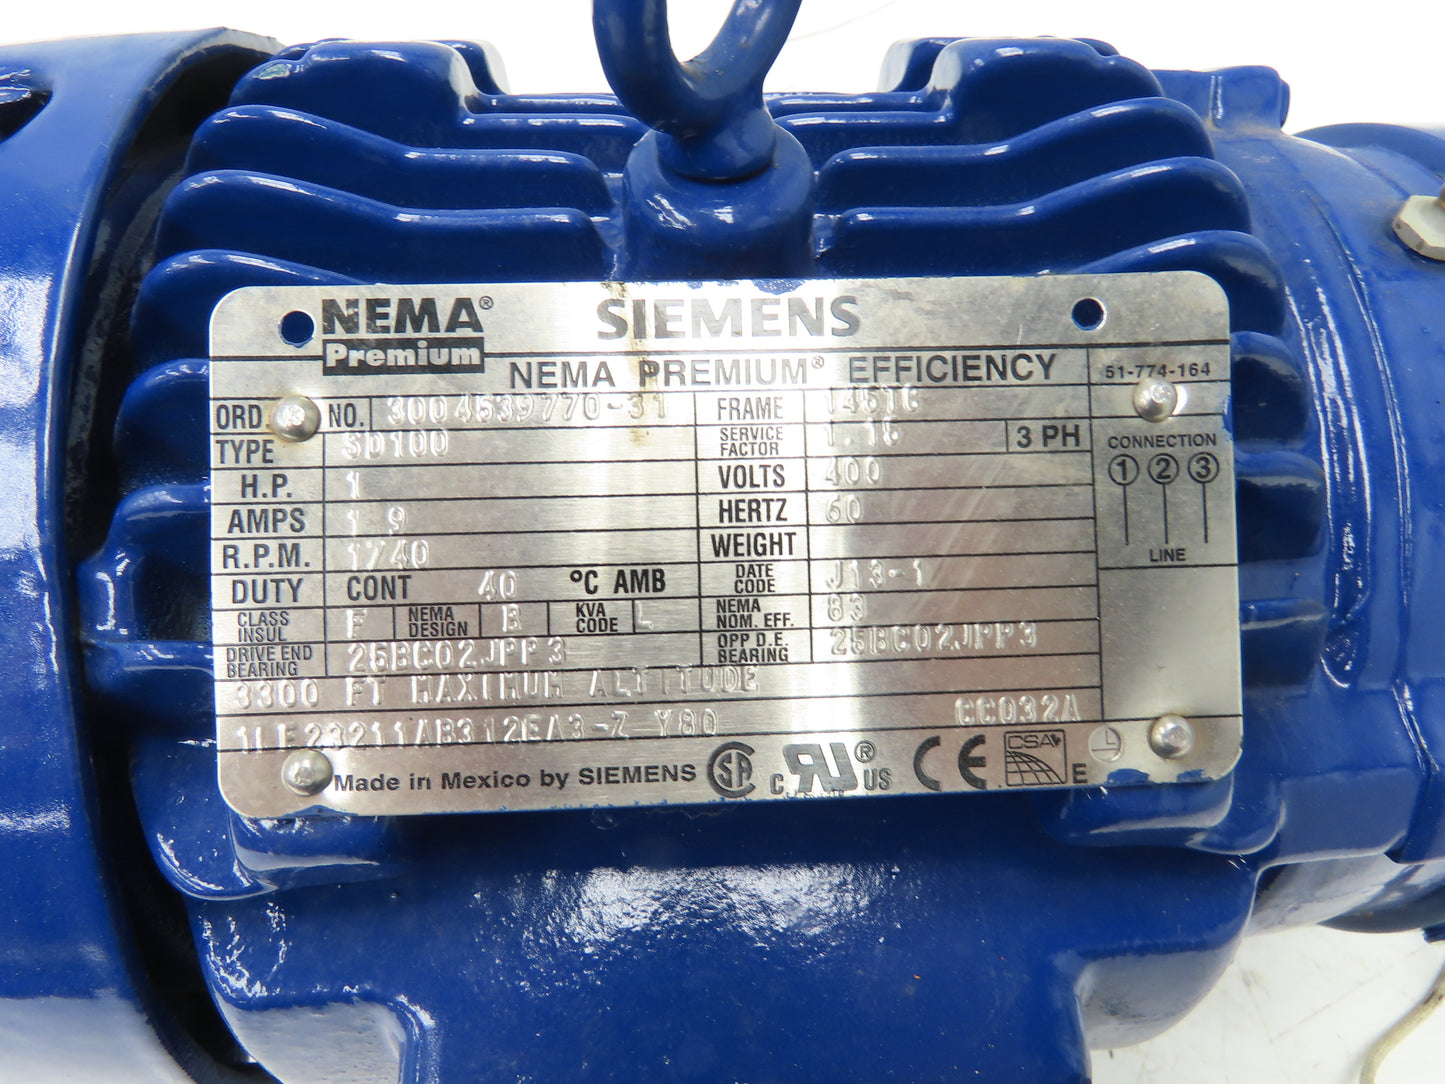 NEMA® SIEMENS
Premium
NEMA PREMIUM® EFFICIENCY 51-774-164
ORD. NO. 3004539770-31 FRAME 145TC
TYPE SD100 SERVICE FACTOR 1.15 3 PH CONNECTION
H.P. 1 VOLTS 400 1 2 3
AMPS 1.9 HERTZ 60
R.P.M. 1740 WEIGHT LINE
DUTY CONT 40 °C AMB DATE CODE J13-1
CLASS INSUL F NEMA DESIGN B KVA CODE L NEMA NOM. EFF. 83
DRIVE END BEARING 25BC02JPP3 OPP D.E. BEARING 25BC02JPP3
3300 FT MAXIMUM ALTITUDE
1LE23211AB312EA3-Z Y80 CC032A
Made in Mexico by SIEMENS SA C UR® US CE CSA E